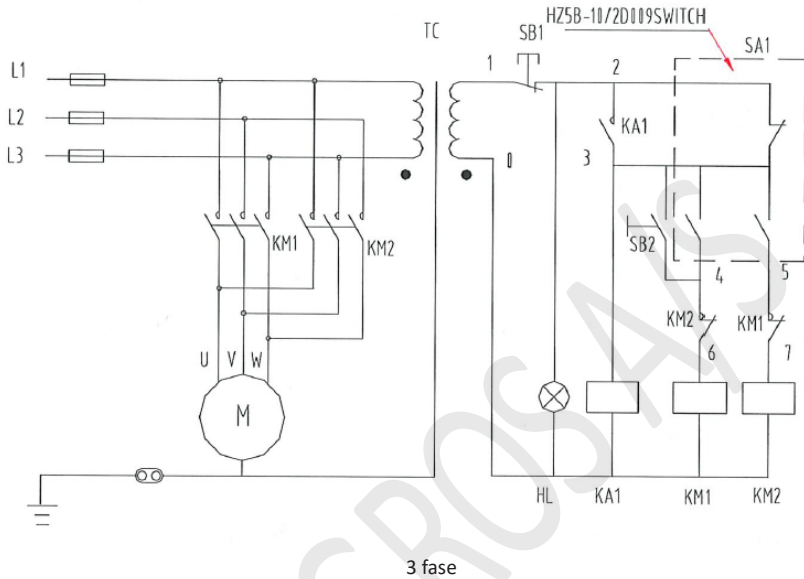 HZ5B-10/2D009SWITCH
TC
SB1
SA1
L1
1
2
L2
KA1
L3
0
3
KM1
KM2
SB2
4
5
KM2
KM1
U V W
6
7
M
HL
KA1
KM1
KM2
GROS A/S
3 fase